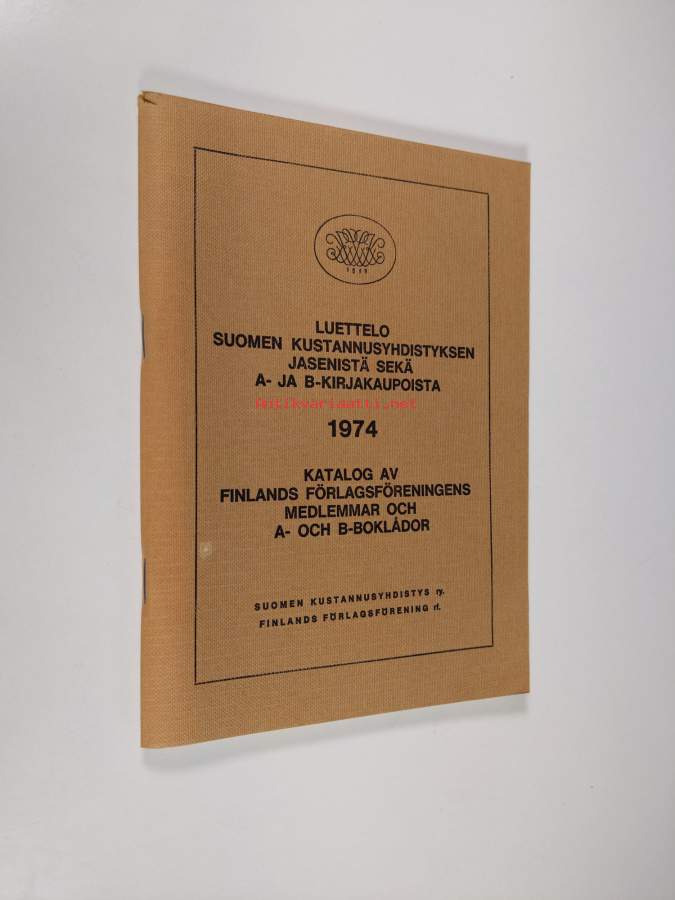 LUETTELO
SUOMEN KUSTANNUSYHDISTYKSEN
JASENISTÄ SEKÄ
A- JA B-KIRJAKAUPOISTA
antikvariaatti.net
1974
KATALOG AV
FINLANDS FÖRLAGSFÖRENINGENS
MEDLEMMAR OCH
A- OCH B-BOKLÅDOR
SUOMEN KUSTANNUSYHDISTYS ry.
FINLANDS FÖRLAGSFÖRENING rf.